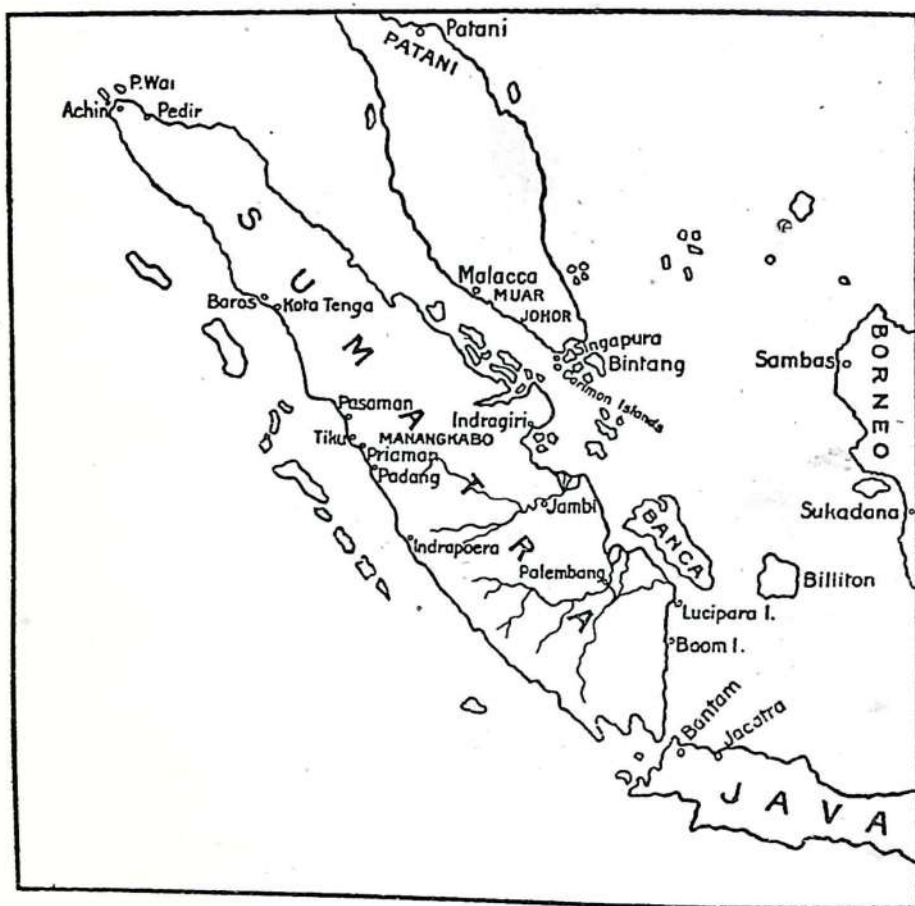 Patani
PATANI
P.Wai
Achin
Pedir
SUMATRA
Malacca
MUAR
JOHOR
Singapura
Bintang
Carimon Islands
Baros
Kota Tenga
Sambas
BORNEO
Pasaman
Indragiri
Tiku
MANANGKABO
Priaman
Padang
Jambi
Sukadana
BANCA
Indrapoera
Palembang
Billiton
Lucipara I.
Boom I.
Bantam
Jacatra
JAVA